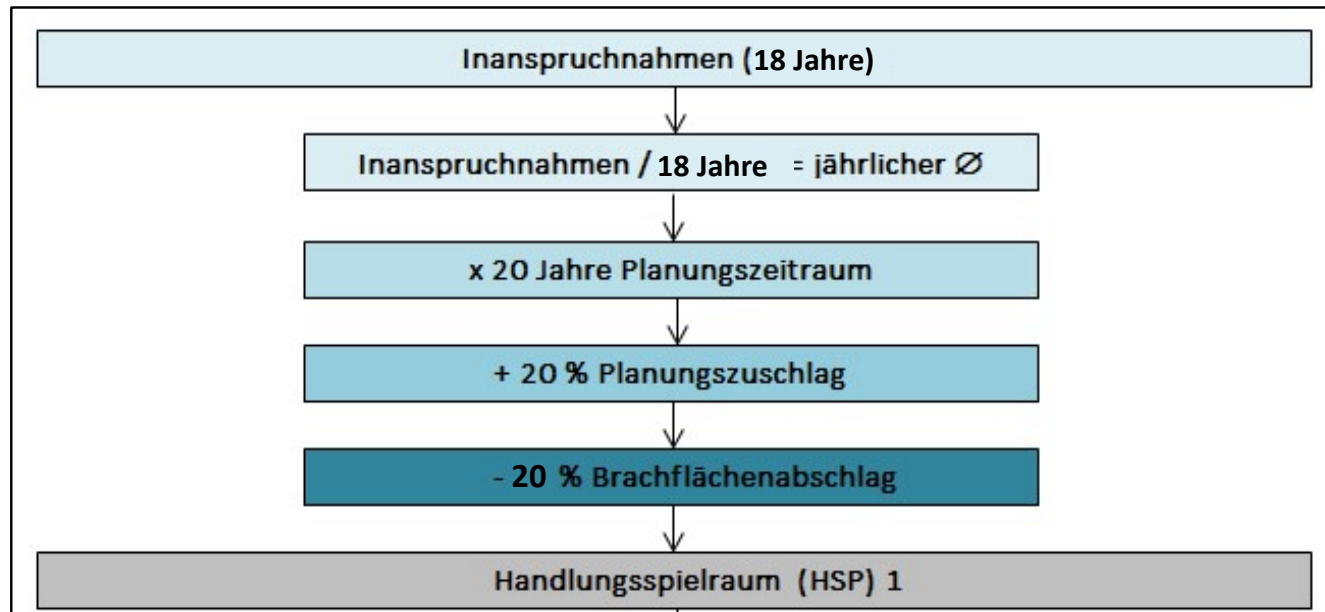 Inanspruchnahmen (18 Jahre)
Inanspruchnahmen / 18 Jahre = jährlicher Ø
x 20 Jahre Planungszeitraum
+ 20 % Planungszuschlag
- 20 % Brachflächenabschlag
Handlungsspielraum (HSP) 1